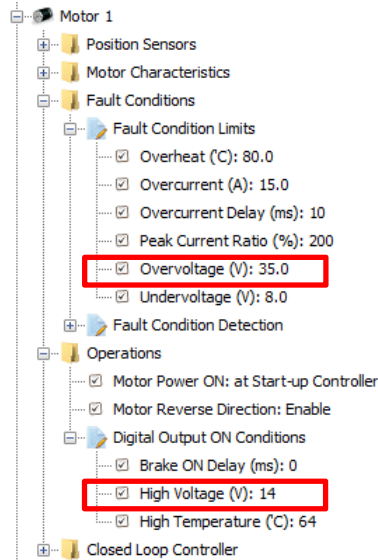 Motor 1
Position Sensors
Motor Characteristics
Fault Conditions
Fault Condition Limits
Overheat (°C): 80.0
Overcurrent (A): 15.0
Overcurrent Delay (ms): 10
Peak Current Ratio (%): 200
Overvoltage (V): 35.0
Undervoltage (V): 8.0
Fault Condition Detection
Operations
Motor Power ON: at Start-up Controller
Motor Reverse Direction: Enable
Digital Output ON Conditions
Brake ON Delay (ms): 0
High Voltage (V): 14
High Temperature (°C): 64
Closed Loop Controller